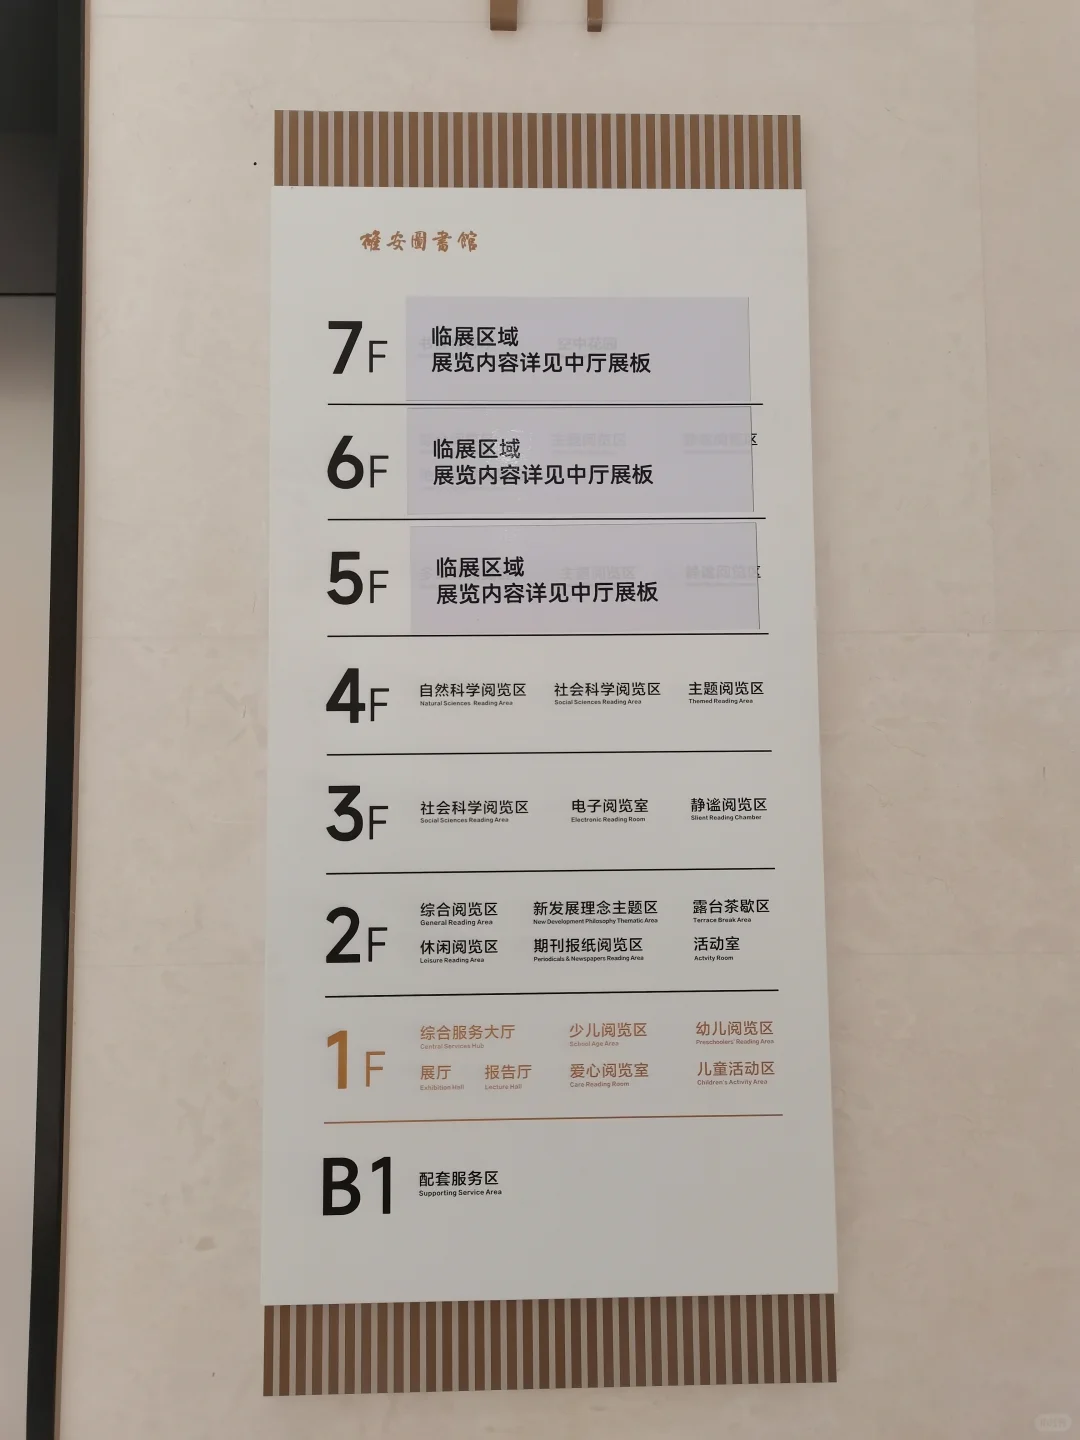 雄安圖書館
7F
临展区域
展览内容详见中厅展板
6F
临展区域
展览内容详见中厅展板
区
5F
临展区域
展览内容详见中厅展板
4F
自然科学阅览区 社会科学阅览区 主题阅览区
Natural Sciences Reading Area Social Sciences Reading Area Themed Reading Area
3F
社会科学阅览区 电子阅览室 静谧阅览区
Social Sciences Reading Area Electronic Reading Room Slient Reading Chamber
2F
综合阅览区 新发展理念主题区 露台茶歇区
General Reading Area New Development Philosophy Thematic Area Terrace Break Area
休闲阅览区 期刊报纸阅览区 活动室
Leisure Reading Area Periodicals & Newspapers Reading Area Actvity Room
1F
综合服务大厅 少儿阅览区 幼儿阅览区
Central Services Hub School Age Area Preschoolers' Reading Area
展厅 报告厅 爱心阅览室 儿童活动区
Exhibition Hall Lecture Hall Care Reading Room Children's Activity Area
B1
配套服务区
Supporting Service Area